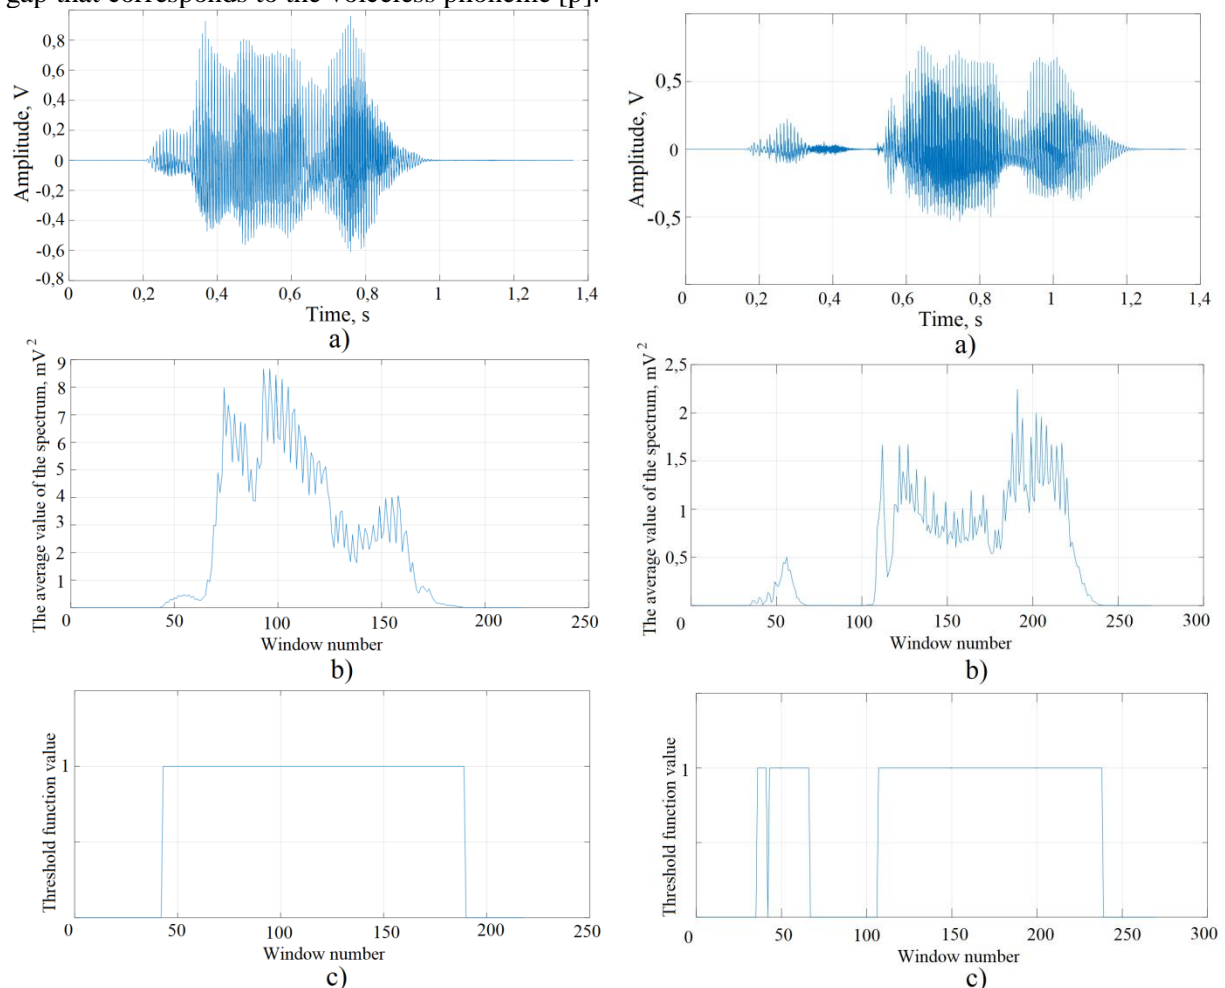 gap that corresponds to the voiceless phoneme [p].
Amplitude, V
0,8
0,6
0,4
0,2
0
-0,2
-0,4
-0,6
-0,8
0 0,2 0,4 0,6 0,8 1 1,2 1,4
Time, s
a)
The average value of the spectrum, mV 2
9
8
7
6
5
4
3
2
1
0 50 100 150 200 250
Window number
b)
Threshold function value
1
0 50 100 150 200 250
Window number
c)
Amplitude, V
0,5
0
-0,5
0 0,2 0,4 0,6 0,8 1 1,2 1,4
Time, s
a)
The average value of the spectrum, mV 2
2,5
2
1,5
1
0,5
0 50 100 150 200 250 300
Window number
b)
Threshold function value
1
0 50 100 150 200 250 300
Window number
c)